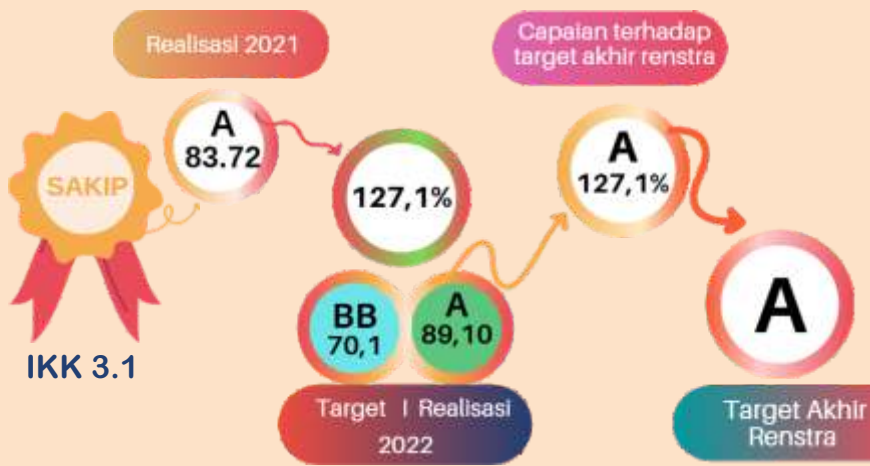 Realisasi 2021
Capaian terhadap
target akhir renstra
SAKIP
A
83.72
127,1%
A
127,1%
BB
70,1
A
89,10
A
IKK 3.1
Target | Realisasi
2022
Target Akhir
Renstra